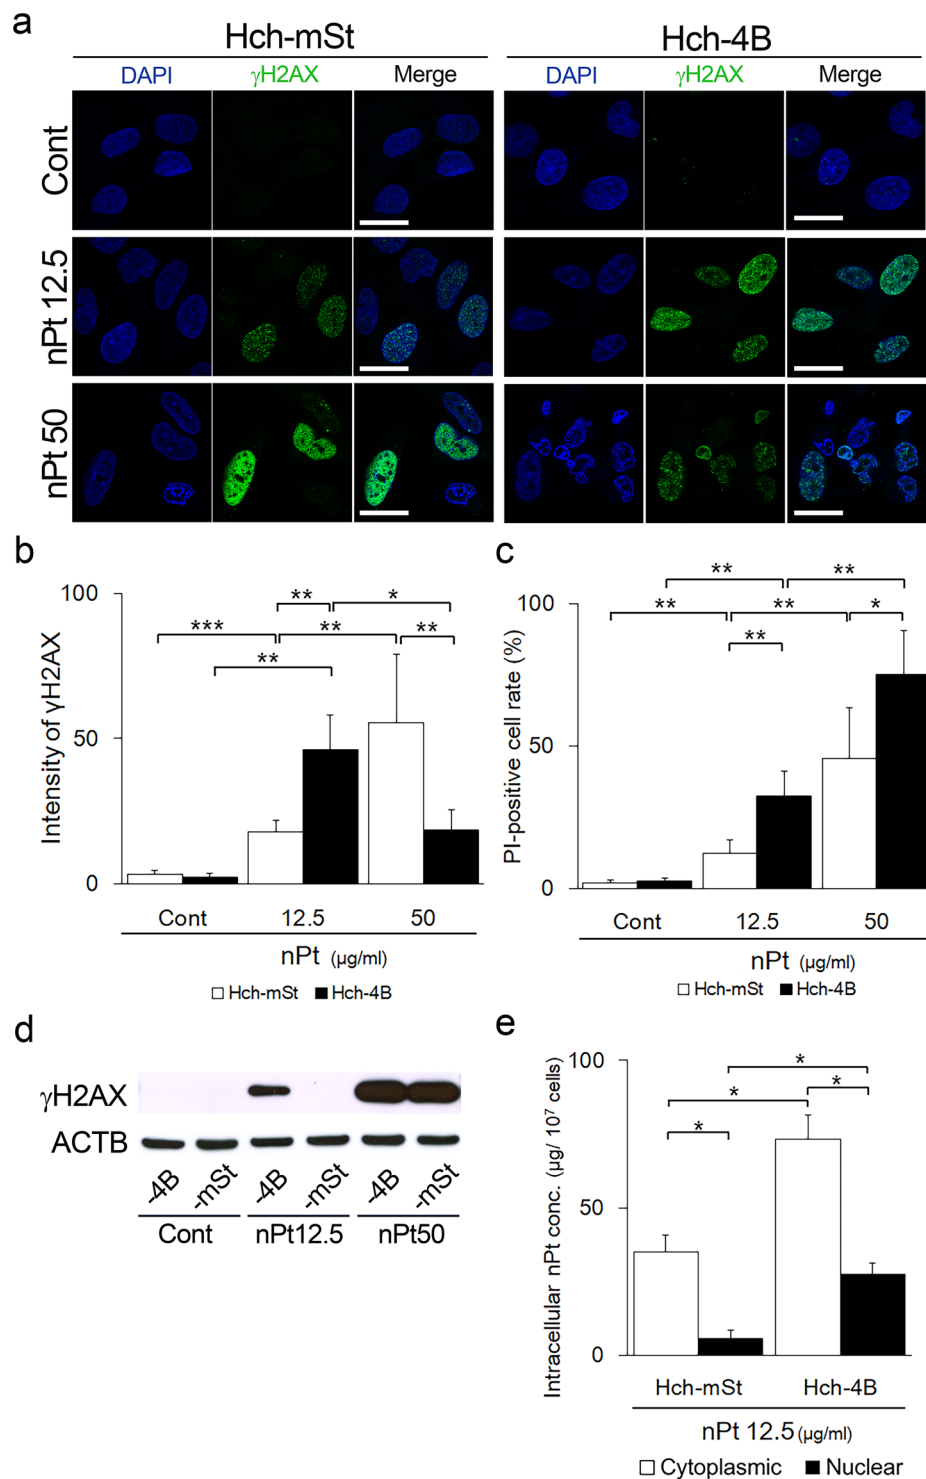 a
Hch-mSt
Hch-4B
DAPI γH2AX Merge
DAPI γH2AX Merge
Cont
nPt 12.5
nPt 50
b
100
50
0
Intensity of γH2AX
***
**
**
**
*
**
Cont 12.5 50
nPt (μg/ml)
Hch-mSt Hch-4B
c
100
50
0
PI-positive cell rate (%)
**
**
**
**
**
*
Cont 12.5 50
nPt (μg/ml)
Hch-mSt Hch-4B
d
γH2AX
ACTB
-4B -mSt -4B -mSt -4B -mSt
Cont nPt12.5 nPt50
e
100
50
0
Intracellular nPt conc. (μg/ 10⁷ cells)
*
*
*
*
Hch-mSt Hch-4B
nPt 12.5 (μg/ml)
Cytoplasmic Nuclear